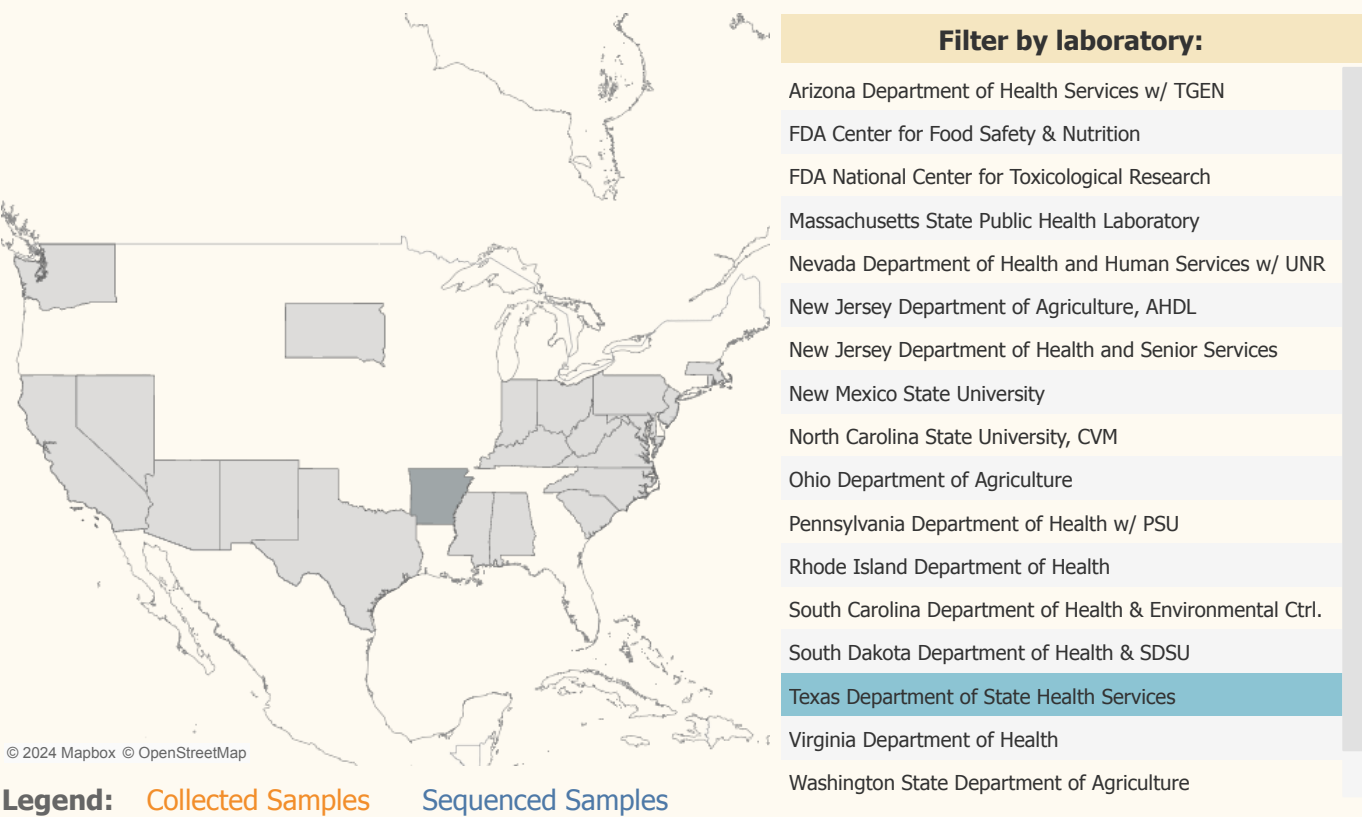 Filter by laboratory:
Arizona Department of Health Services w/ TGEN
FDA Center for Food Safety & Nutrition
FDA National Center for Toxicological Research
Massachusetts State Public Health Laboratory
Nevada Department of Health and Human Services w/ UNR
New Jersey Department of Agriculture, AHDL
New Jersey Department of Health and Senior Services
New Mexico State University
North Carolina State University, CVM
Ohio Department of Agriculture
Pennsylvania Department of Health w/ PSU
Rhode Island Department of Health
South Carolina Department of Health & Environmental Ctrl.
South Dakota Department of Health & SDSU
Texas Department of State Health Services
Virginia Department of Health
Washington State Department of Agriculture
© 2024 Mapbox © OpenStreetMap
Legend: Collected Samples Sequenced Samples